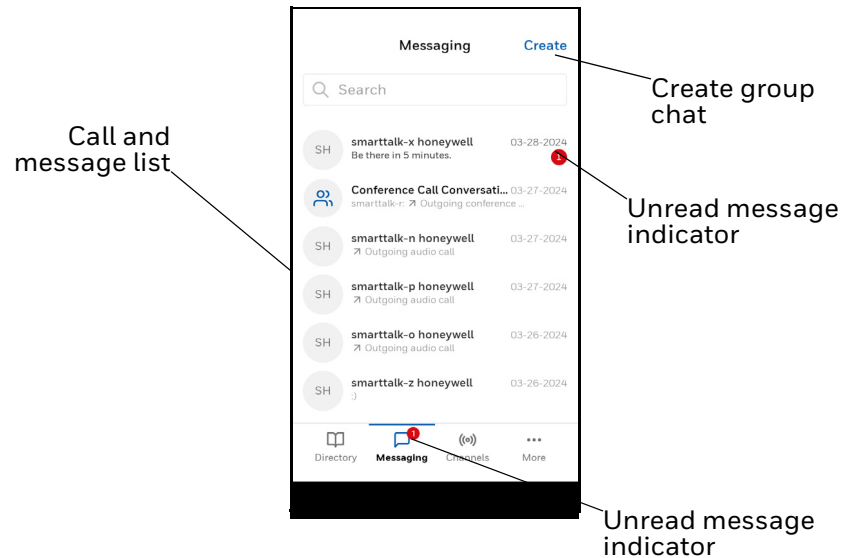 Messaging
Create
Search
Create group
chat
Call and
message list
SH
smarttalk-x honeywell
03-28-2024
Be there in 5 minutes.
1
Conference Call Conversati...
03-27-2024
smarttalk-r: Outgoing conference ...
Unread message
indicator
SH
smarttalk-n honeywell
03-27-2024
Outgoing audio call
SH
smarttalk-p honeywell
03-27-2024
Outgoing audio call
SH
smarttalk-o honeywell
03-26-2024
Outgoing audio call
SH
smarttalk-z honeywell
03-26-2024
:)
1
Directory
Messaging
Channels
More
Unread message
indicator